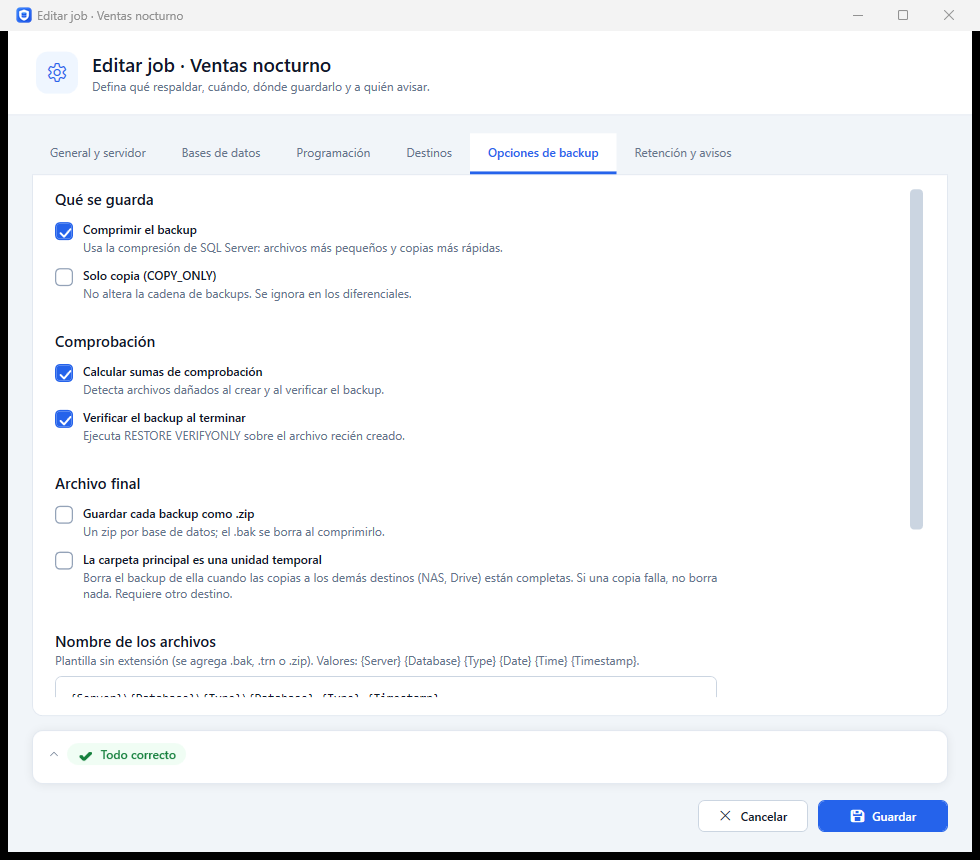 Editar job · Ventas nocturno
Editar job · Ventas nocturno
Defina qué respaldar, cuándo, dónde guardarlo y a quién avisar.
General y servidor
Bases de datos
Programación
Destinos
Opciones de backup
Retención y avisos
Qué se guarda
Comprimir el backup
Usa la compresión de SQL Server: archivos más pequeños y copias más rápidas.
Solo copia (COPY_ONLY)
No altera la cadena de backups. Se ignora en los diferenciales.
Comprobación
Calcular sumas de comprobación
Detecta archivos dañados al crear y al verificar el backup.
Verificar el backup al terminar
Ejecuta RESTORE VERIFYONLY sobre el archivo recién creado.
Archivo final
Guardar cada backup como .zip
Un zip por base de datos; el .bak se borra al comprimirlo.
La carpeta principal es una unidad temporal
Borra el backup de ella cuando las copias a los demás destinos (NAS, Drive) están completas. Si una copia falla, no borra
nada. Requiere otro destino.
Nombre de los archivos
Plantilla sin extensión (se agrega .bak, .trn o .zip). Valores: {Server} {Database} {Type} {Date} {Time} {Timestamp}.
Todo correcto
Cancelar
Guardar